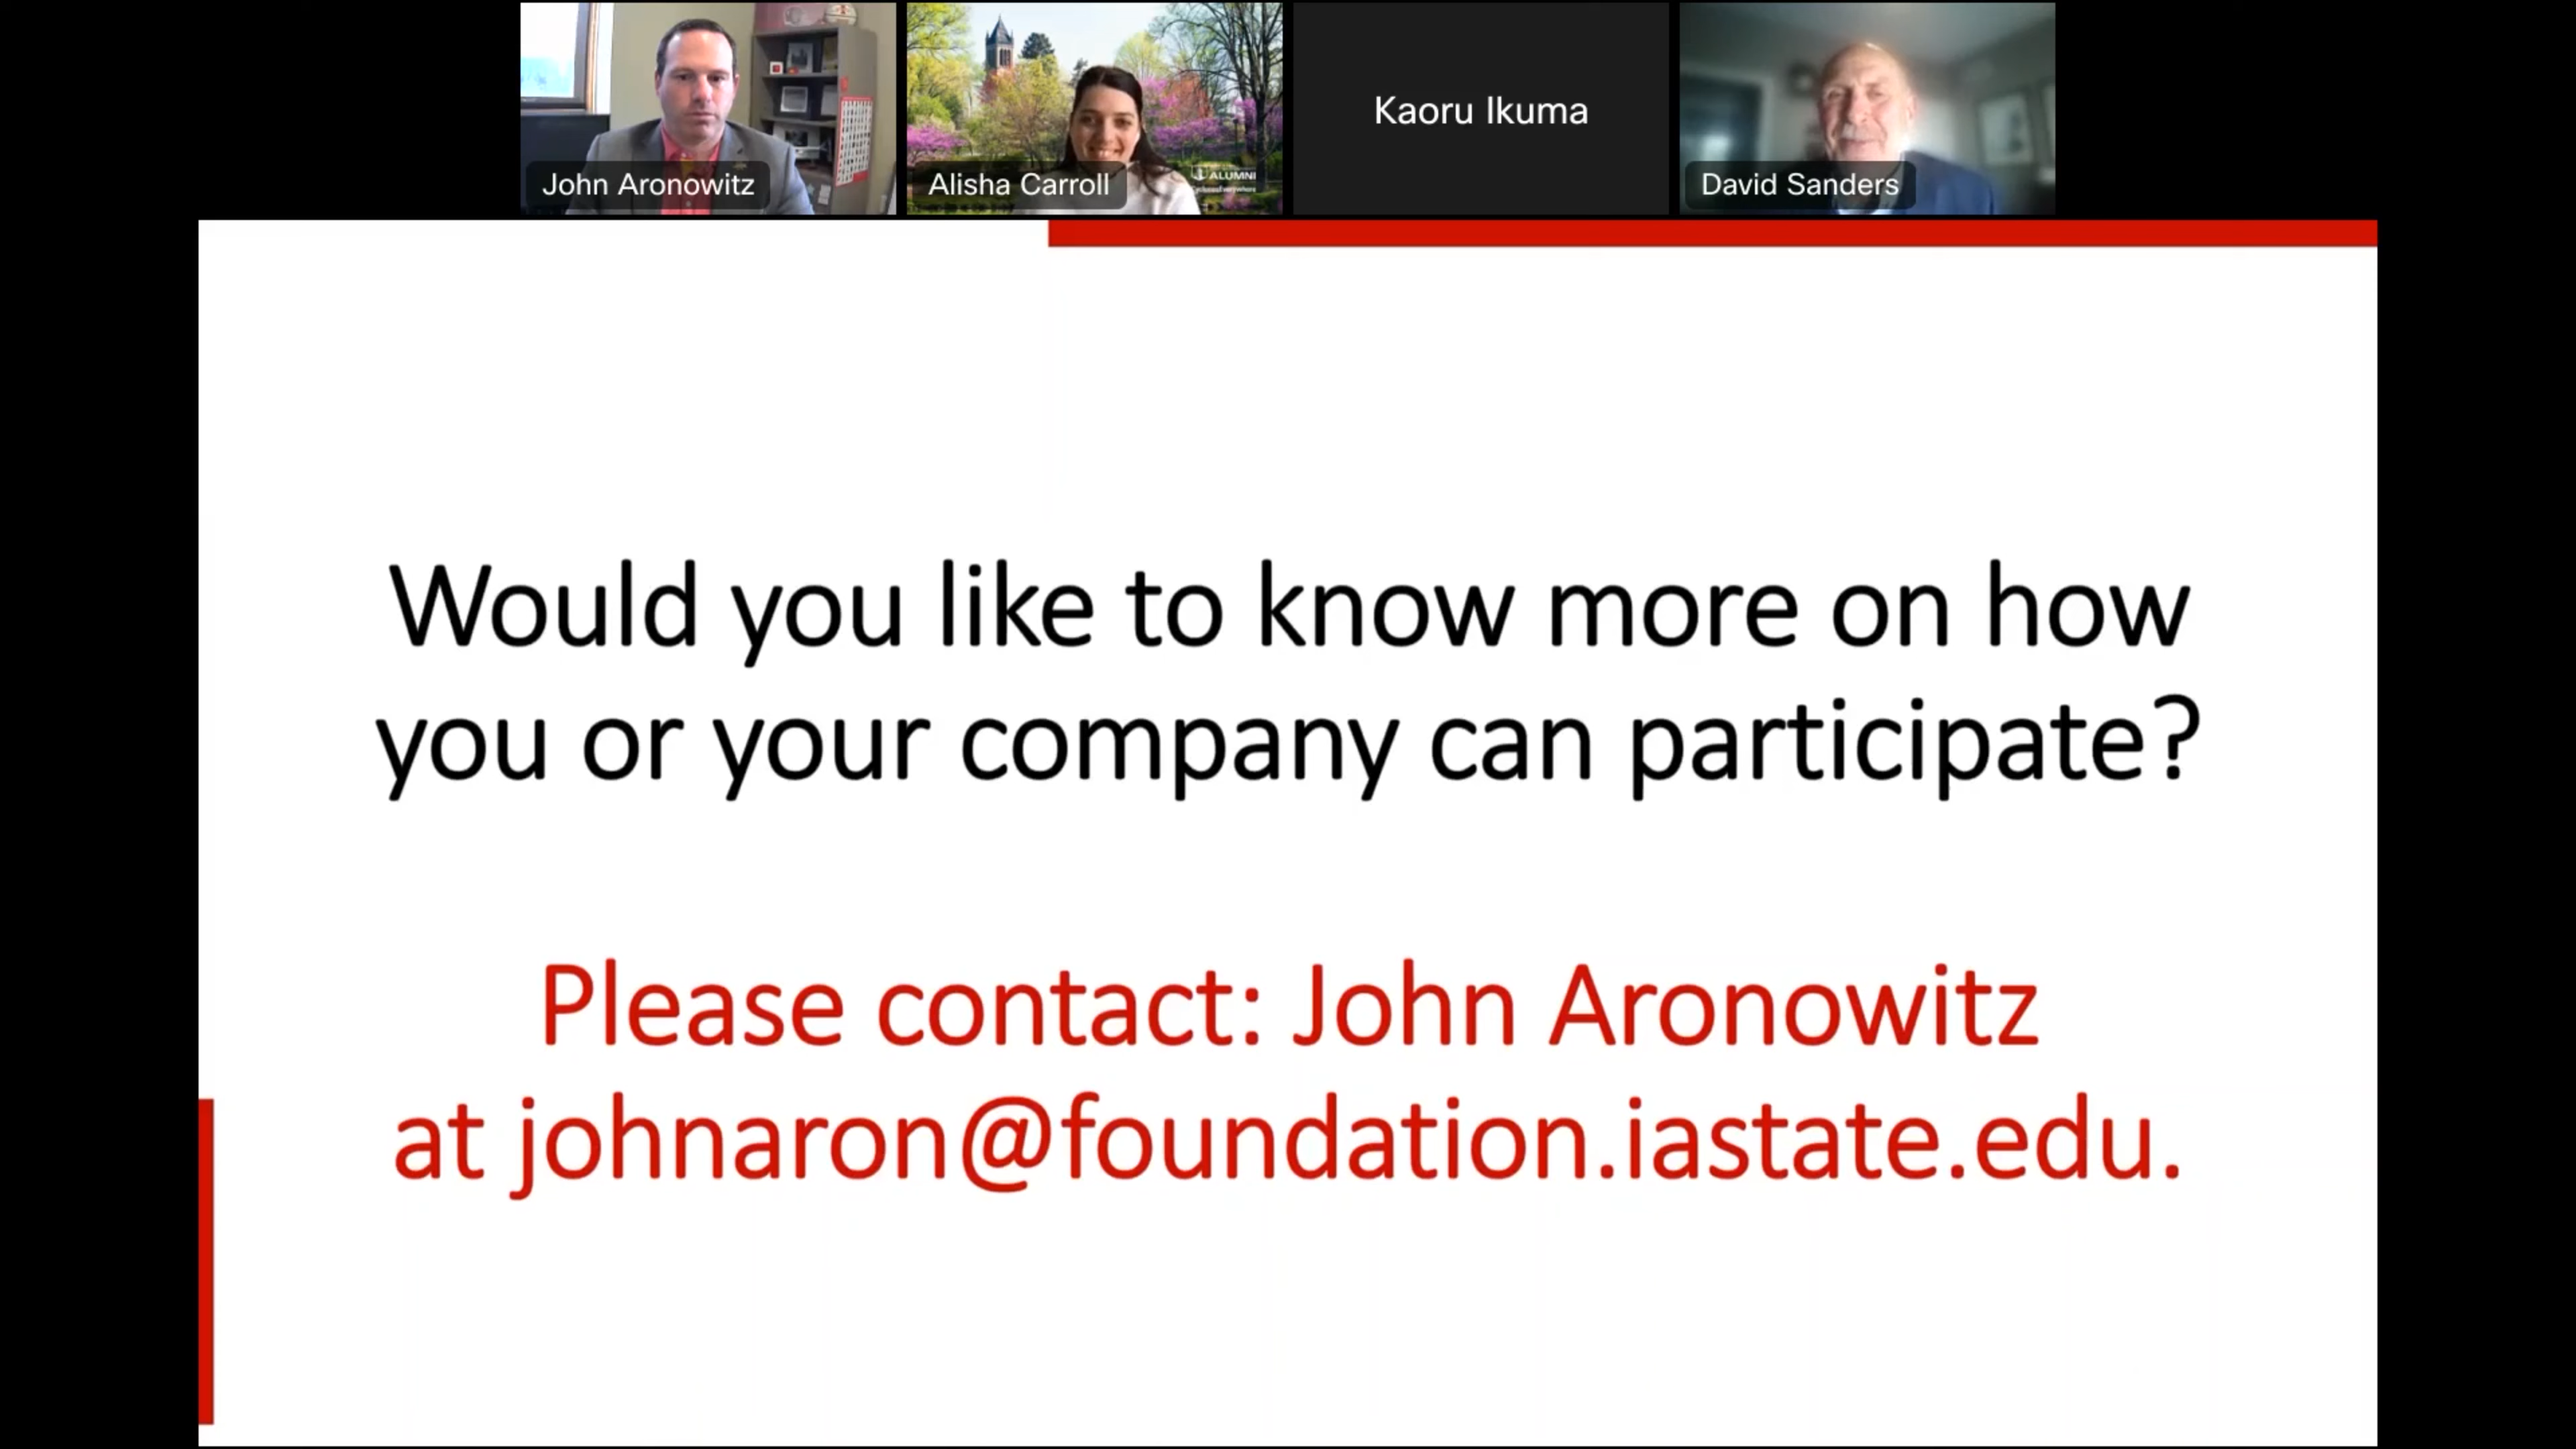 John Aronowitz
Alisha Carroll
ALUMNI
Kaoru Ikuma
David Sanders
Would you like to know more on how
you or your company can participate?
Please contact: John Aronowitz
at johnaron@foundation.iastate.edu.